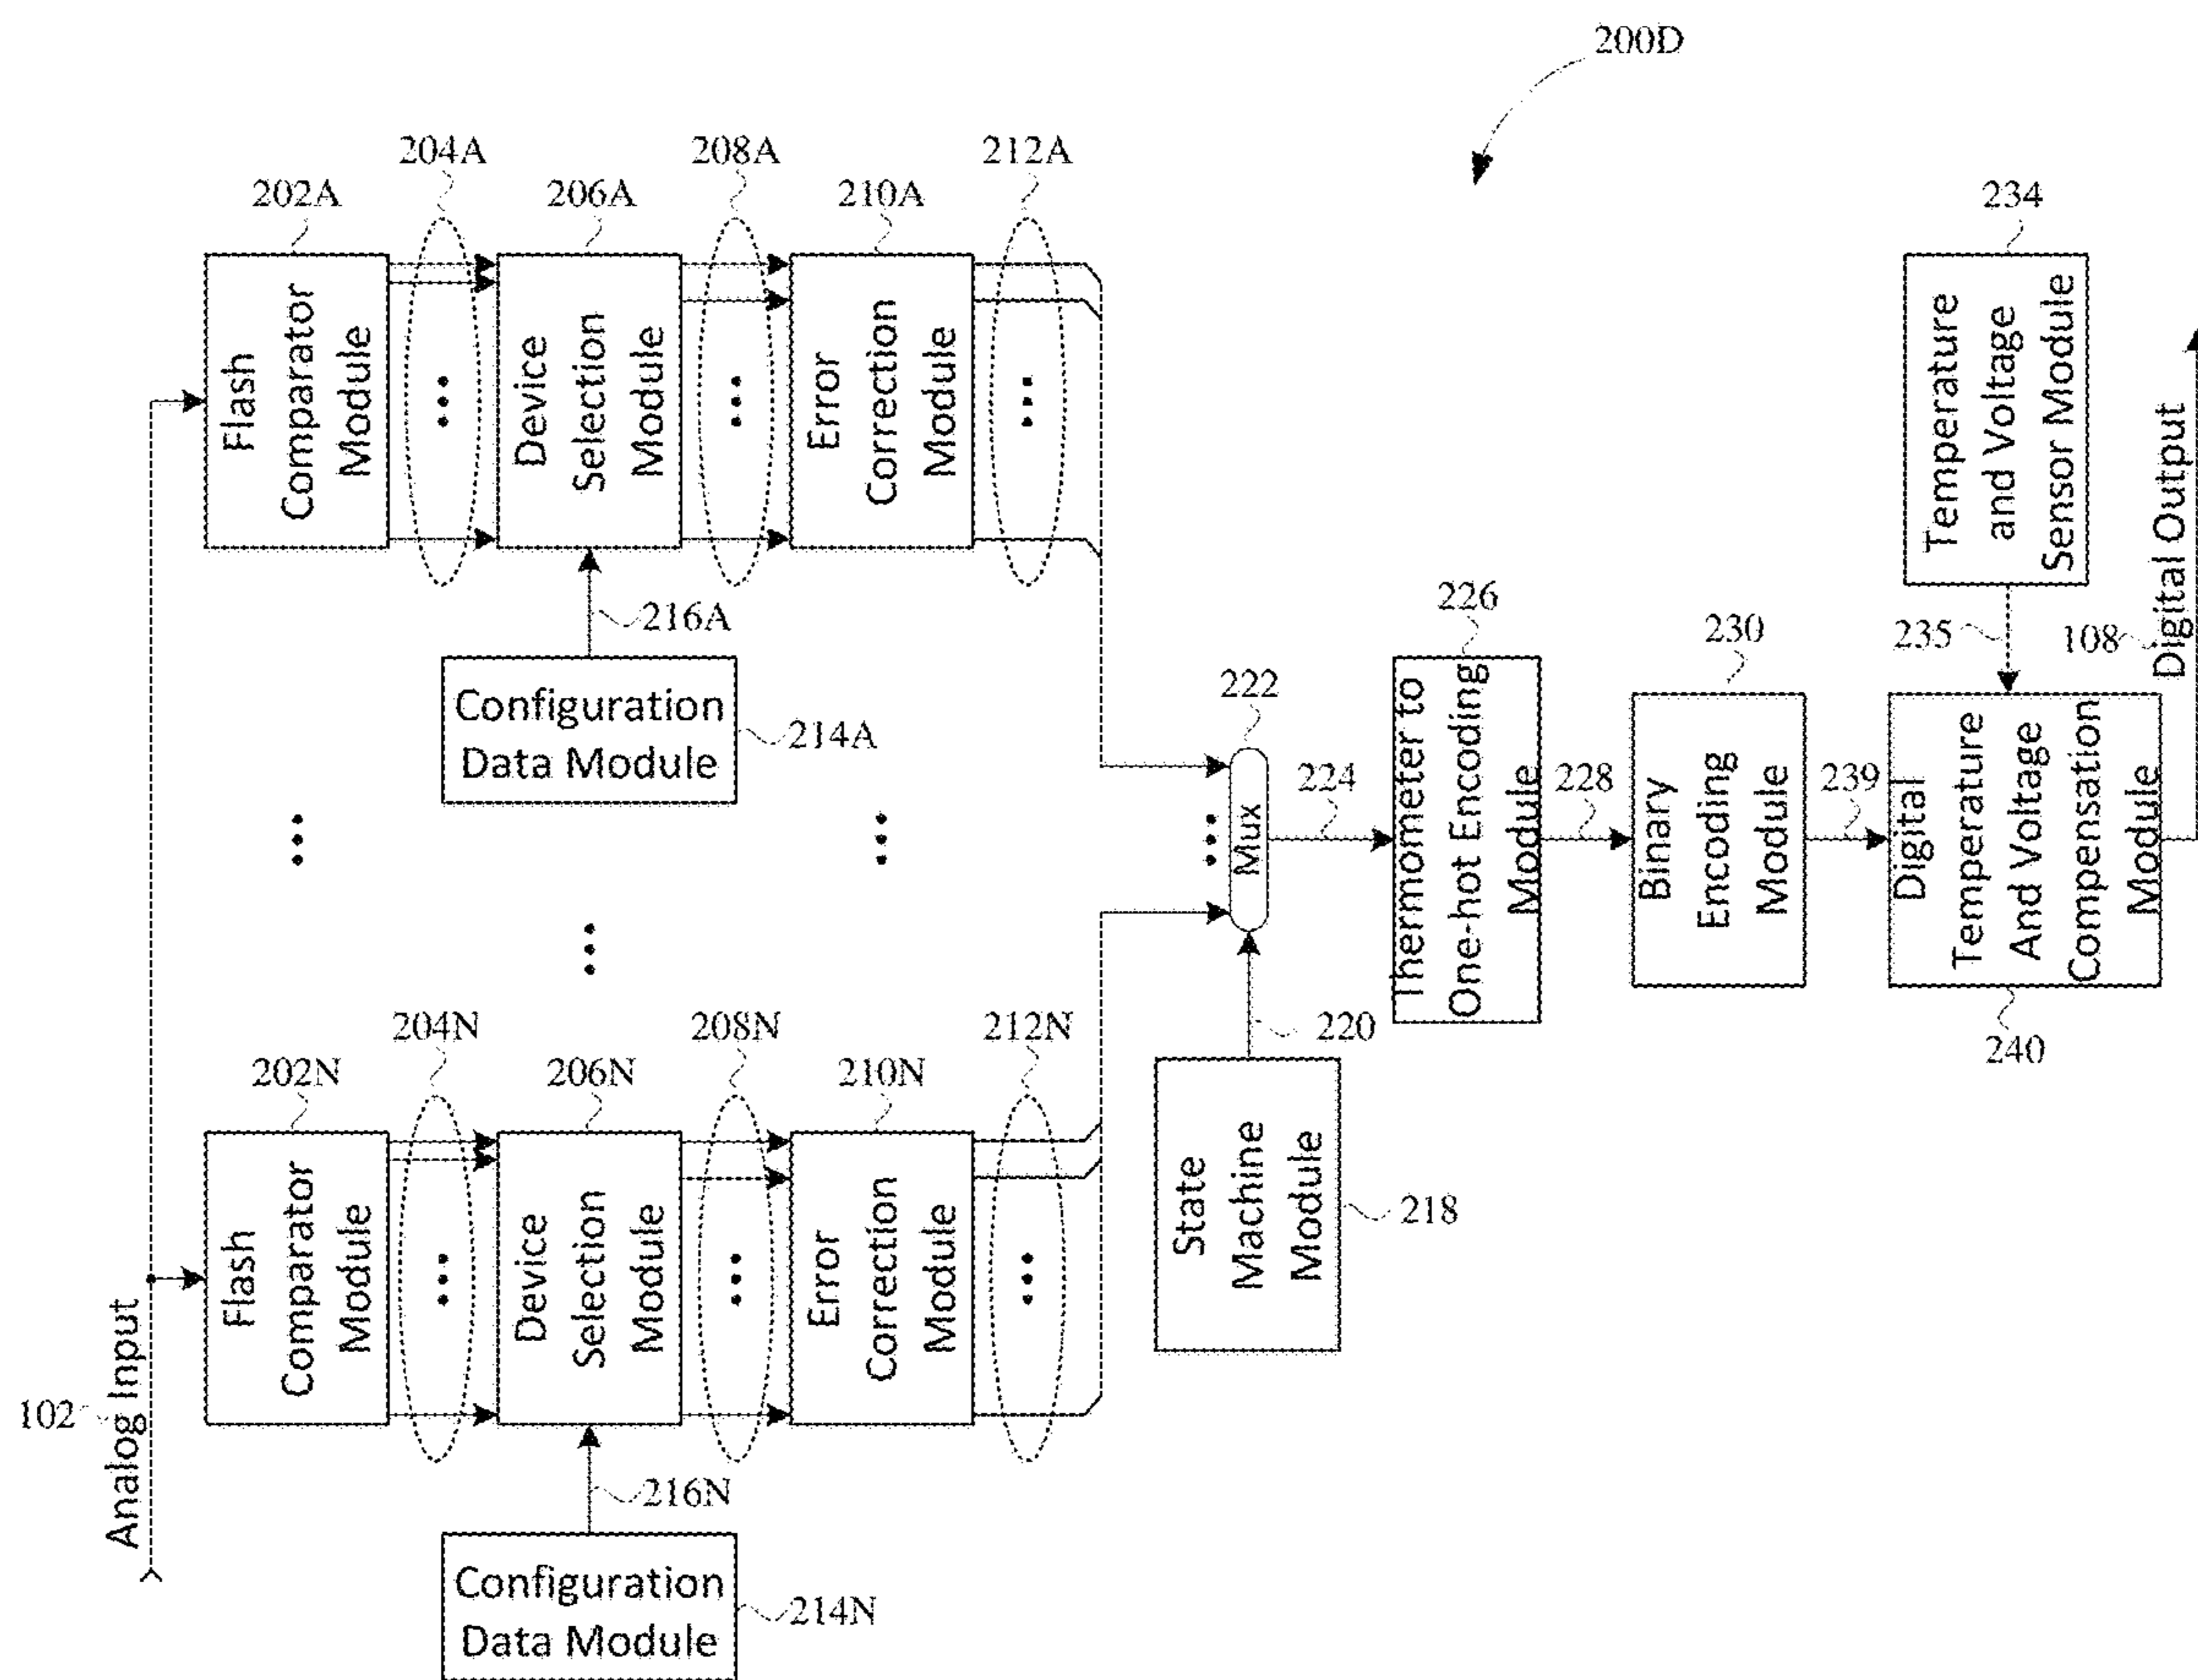 200D
204A
208A
212A
202A
206A
210A
234
Flash
Comparator
Module
Device
Selection
Module
Error
Correction
Module
Temperature
and Voltage
Sensor Module
216A
Configuration
Data Module
214A
226
230
235
108
Digital Output
222
Mux
224
Thermometer to
One-hot Encoding
Module
228
Binary
Encoding
Module
239
Digital
Temperature
And Voltage
Compensation
Module
240
204N
208N
212N
202N
206N
210N
220
Flash
Comparator
Module
Device
Selection
Module
Error
Correction
Module
State
Machine
Module
218
102
Analog Input
216N
Configuration
Data Module
214N